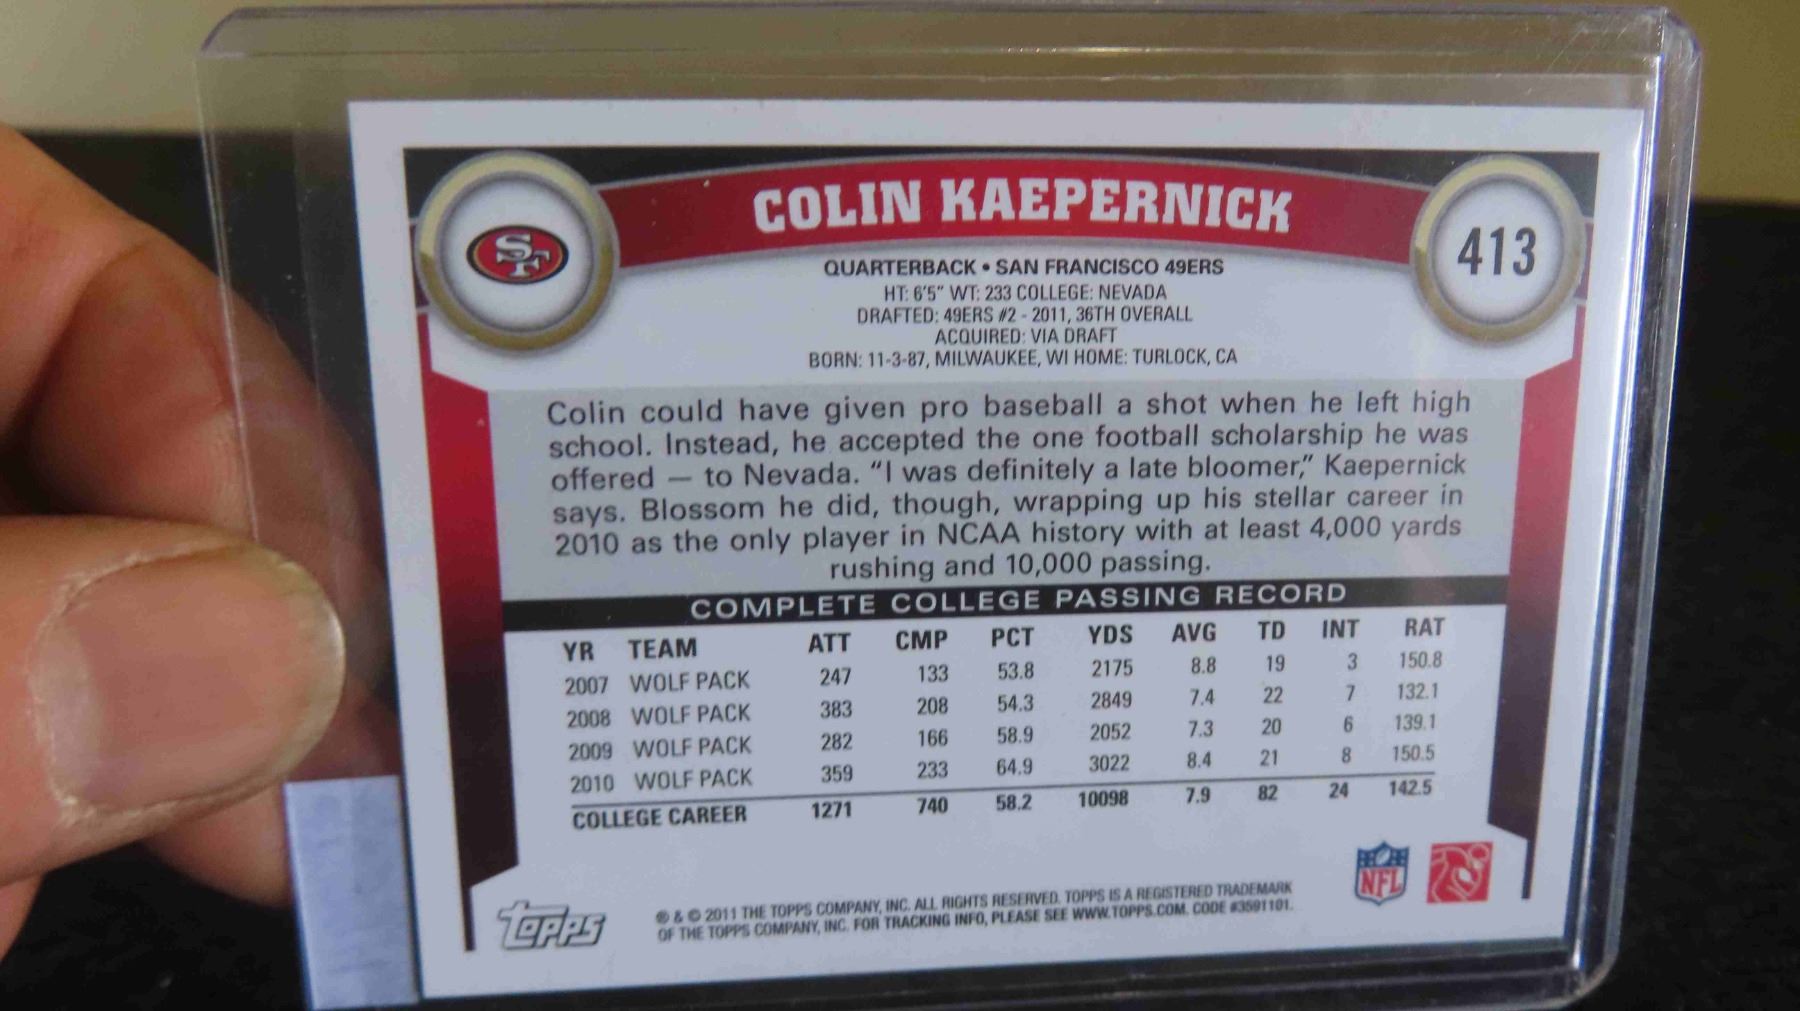 COLIN KAEPERNICK
SF
413
QUARTERBACK • SAN FRANCISCO 49ERS
HT: 6'5" WT: 233 COLLEGE: NEVADA
DRAFTED: 49ERS #2 - 2011, 36TH OVERALL
ACQUIRED: VIA DRAFT
BORN: 11-3-87, MILWAUKEE, WI HOME: TURLOCK, CA
Colin could have given pro baseball a shot when he left high
school. Instead, he accepted the one football scholarship he was
offered — to Nevada. “I was definitely a late bloomer,” Kaepernick
says. Blossom he did, though, wrapping up his stellar career in
2010 as the only player in NCAA history with at least 4,000 yards
rushing and 10,000 passing.
COMPLETE COLLEGE PASSING RECORD
YR TEAM ATT CMP PCT YDS AVG TD INT RAT
2007 WOLF PACK 247 133 53.8 2175 8.8 19 3 150.8
2008 WOLF PACK 383 208 54.3 2849 7.4 22 7 132.1
2009 WOLF PACK 282 166 58.9 2052 7.3 20 6 139.1
2010 WOLF PACK 359 233 64.9 3022 8.4 21 8 150.5
COLLEGE CAREER 1271 740 58.2 10098 7.9 82 24 142.5
Topps
® & © 2011 THE TOPPS COMPANY, INC. ALL RIGHTS RESERVED. TOPPS IS A REGISTERED TRADEMARK
OF THE TOPPS COMPANY, INC. FOR TRACKING INFO, PLEASE SEE WWW.TOPPS.COM. CODE #3591101.
NFL